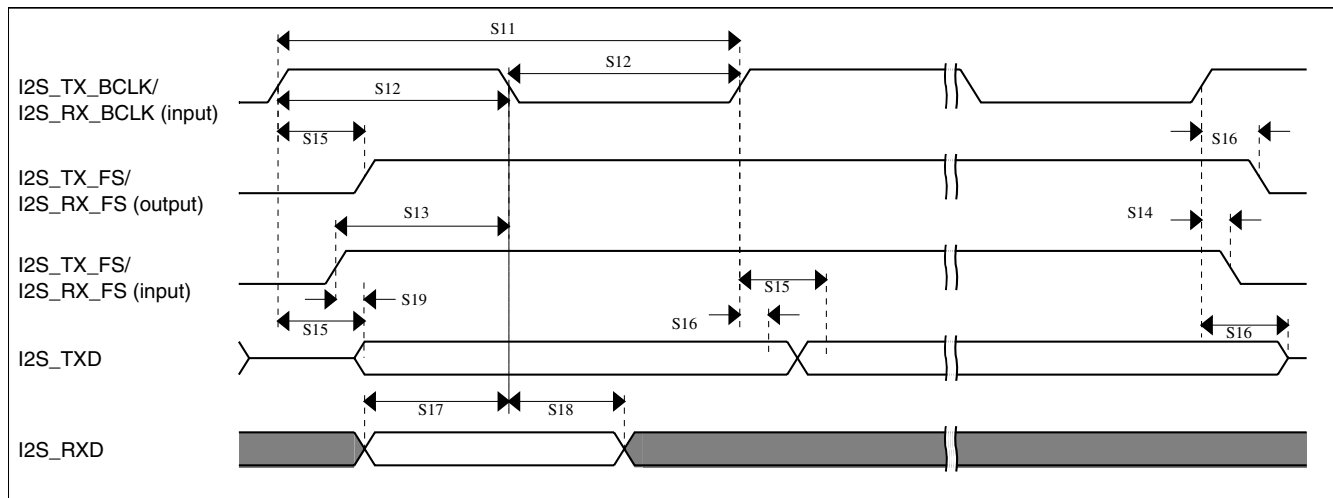 S11
I2S_TX_BCLK/
I2S_RX_BCLK (input)
S12
S12
S15
S16
I2S_TX_FS/
I2S_RX_FS (output)
S13
S14
I2S_TX_FS/
I2S_RX_FS (input)
S19
S15
S15
S16
S16
I2S_TXD
S17
S18
I2S_RXD